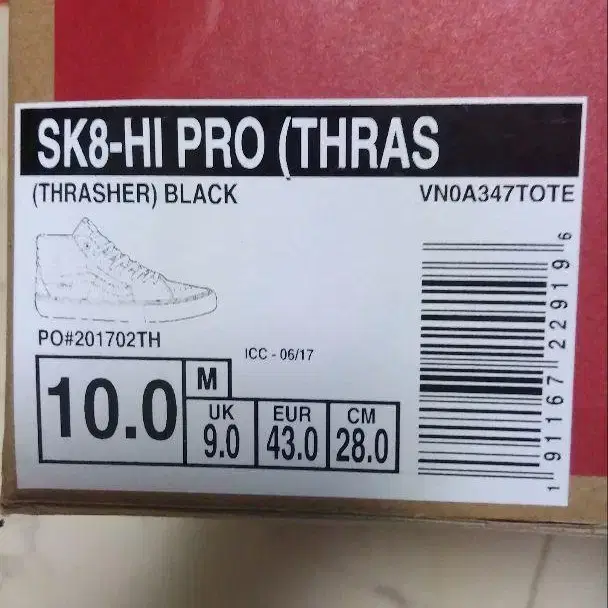 SK8-HI PRO (THRAS
(THRASHER) BLACK
VN0A347TOTE
PO#201702TH
ICC - 06/17
10.0
M
UK
9.0
EUR
43.0
CM
28.0
1 91167 22919 6